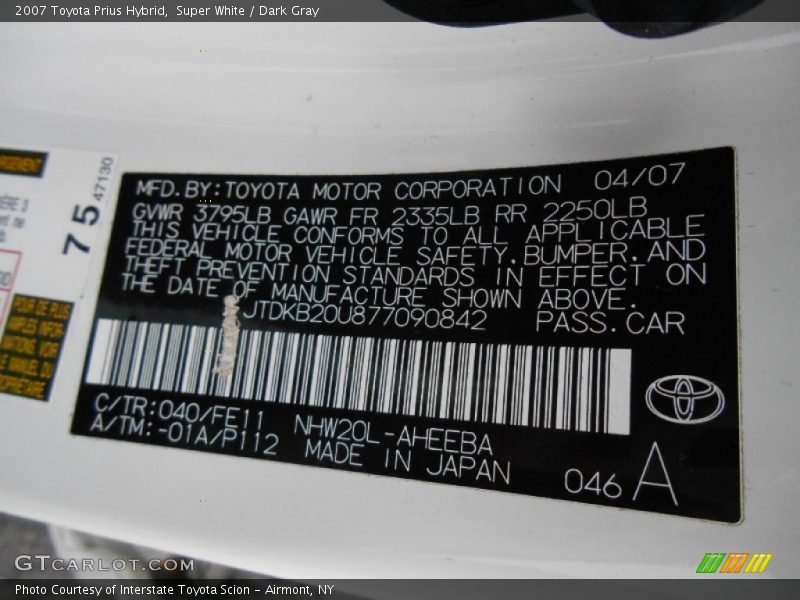 2007 Toyota Prius Hybrid,  Super White / Dark Gray
75
47130
MFD.BY:TOYOTA MOTOR CORPORATION   04/07
GVWR 3795LB GAWR FR 2335LB RR 2250LB
THIS VEHICLE CONFORMS TO ALL APPLICABLE
FEDERAL MOTOR VEHICLE SAFETY.BUMPER.AND
THEFT PREVENTION STANDARDS IN EFFECT ON
THE DATE OF MANUFACTURE SHOWN ABOVE.
JTDKB20U877090842   PASS.CAR
C/TR:040/FE11   NHW20L-AHEEBA
A/TM:-01A/P112   MADE IN JAPAN
046 A
GTCARLOT.COM
Photo Courtesy of Interstate Toyota Scion – Airmont, NY